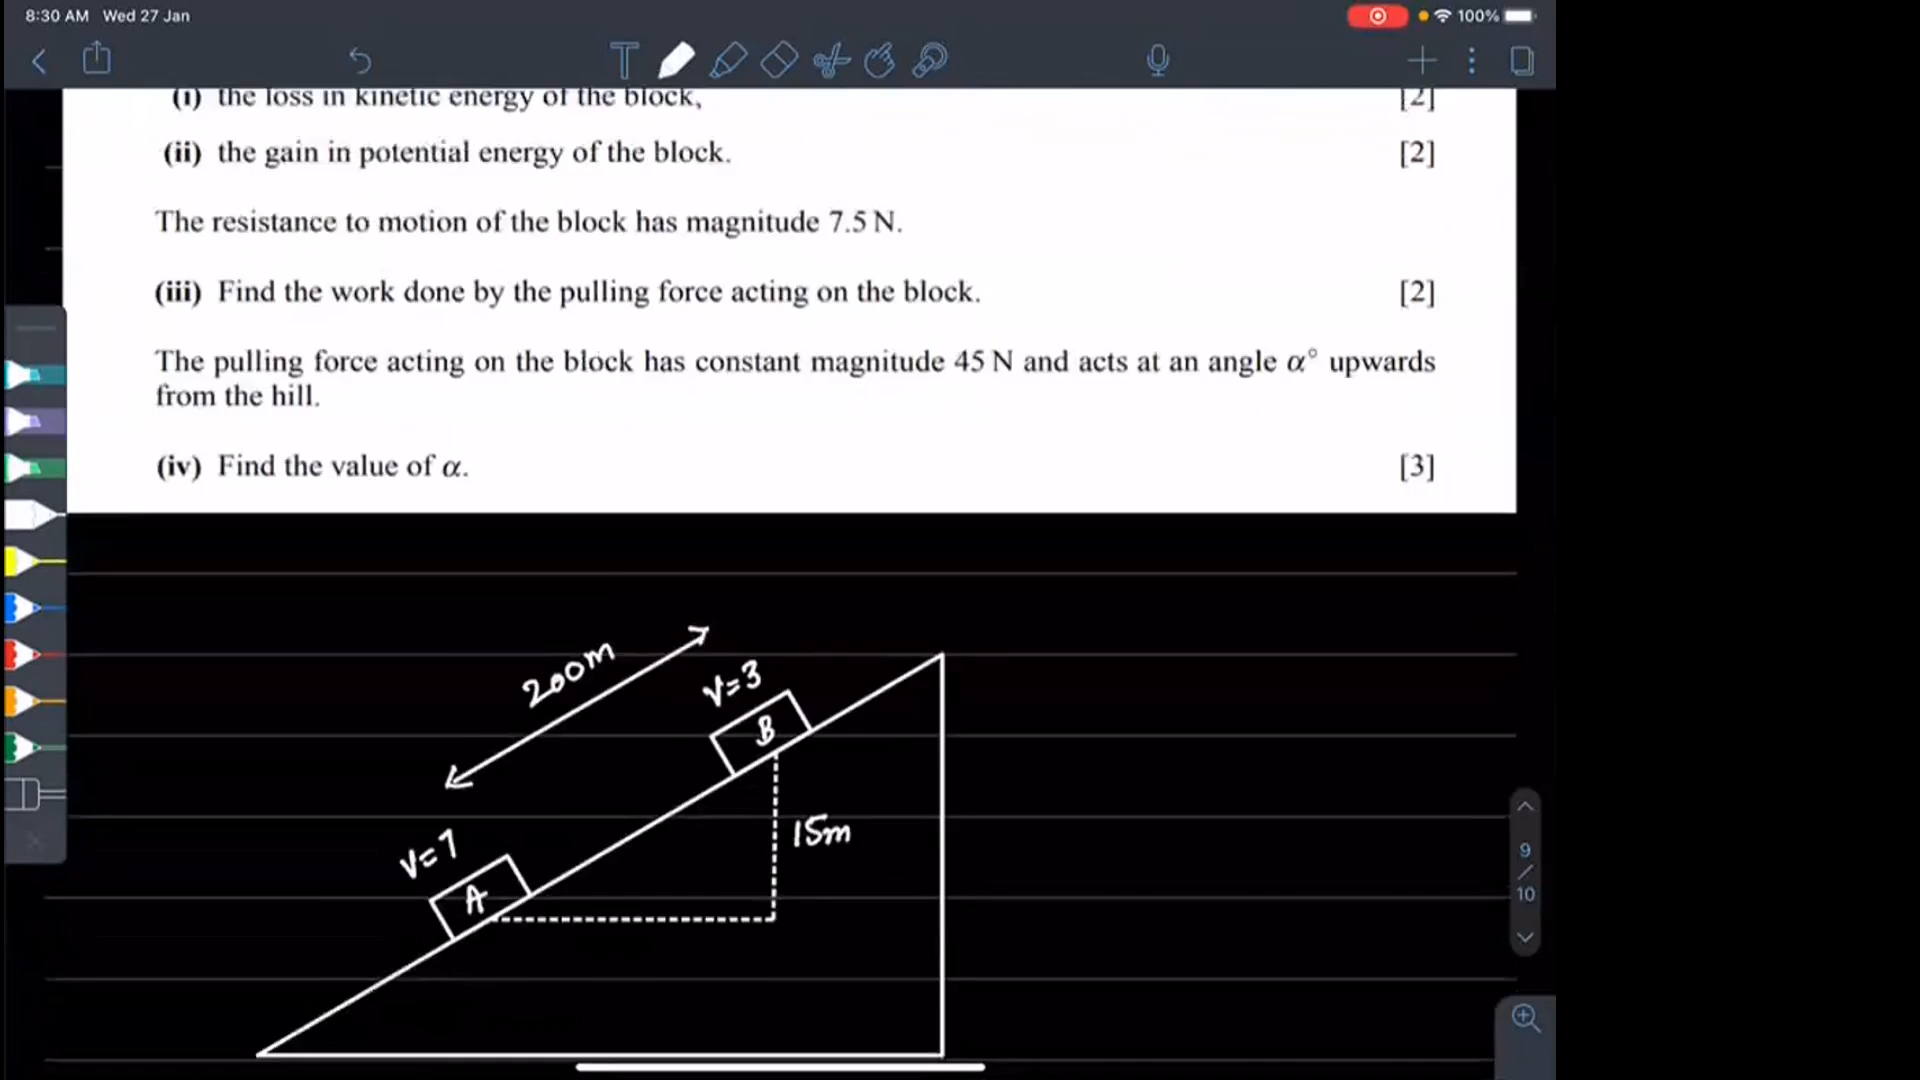 8:30 AM Wed 27 Jan
100%
(i) the loss in kinetic energy of the block, [2]
(ii) the gain in potential energy of the block. [2]
The resistance to motion of the block has magnitude 7.5 N.
(iii) Find the work done by the pulling force acting on the block. [2]
The pulling force acting on the block has constant magnitude 45 N and acts at an angle α° upwards
from the hill.
(iv) Find the value of α. [3]
200m
V=3
B
15m
V=7
A
9
/
10